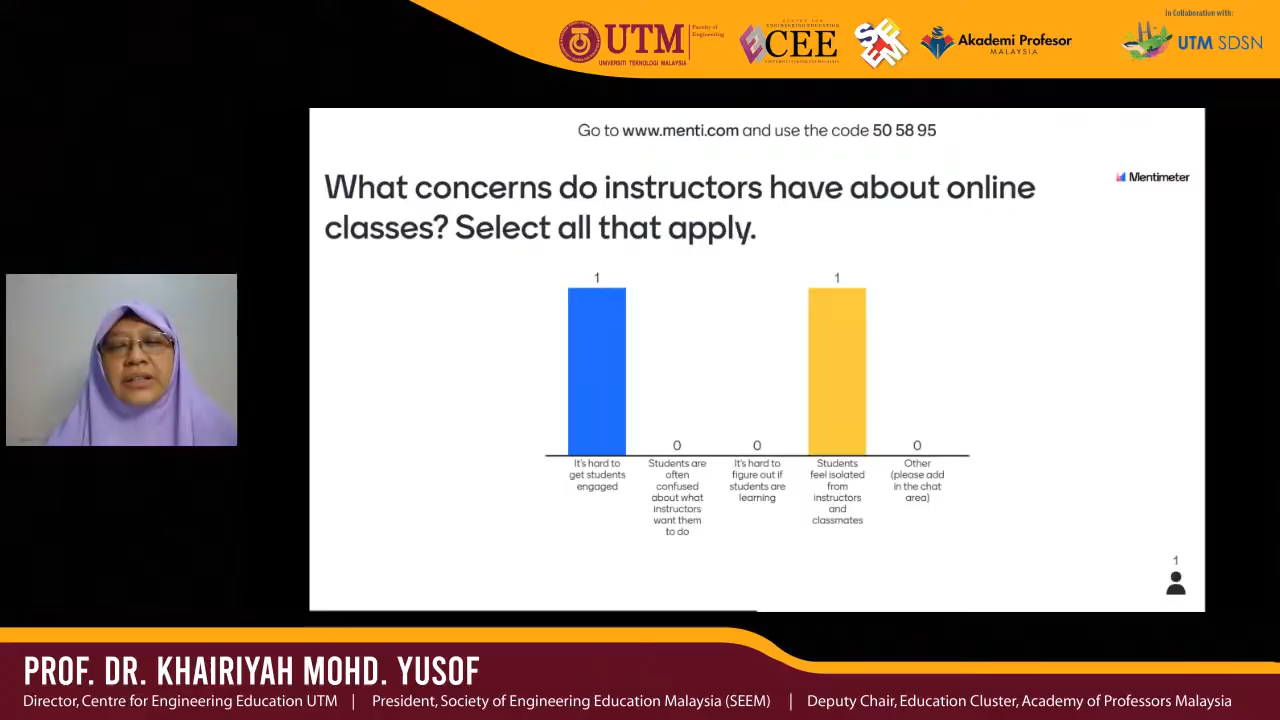 In Collaboration with:
UTM
UNIVERSITI TEKNOLOGI MALAYSIA
Faculty of
Engineering
CEE
Akademi Profesor
MALAYSIA
UTM SDSN
Go to www.menti.com and use the code 50 58 95
Mentimeter
What concerns do instructors have about online
classes? Select all that apply.
1
0
0
1
0
It's hard to
get students
engaged
Students are
often
confused
about what
instructors
want them
to do
It's hard to
figure out if
students are
learning
Students
feel isolated
from
instructors
and
classmates
Other
(please add
in the chat
area)
1
PROF. DR. KHAIRIYAH MOHD. YUSOF
Director, Centre for Engineering Education UTM | President, Society of Engineering Education Malaysia (SEEM) | Deputy Chair, Education Cluster, Academy of Professors Malaysia